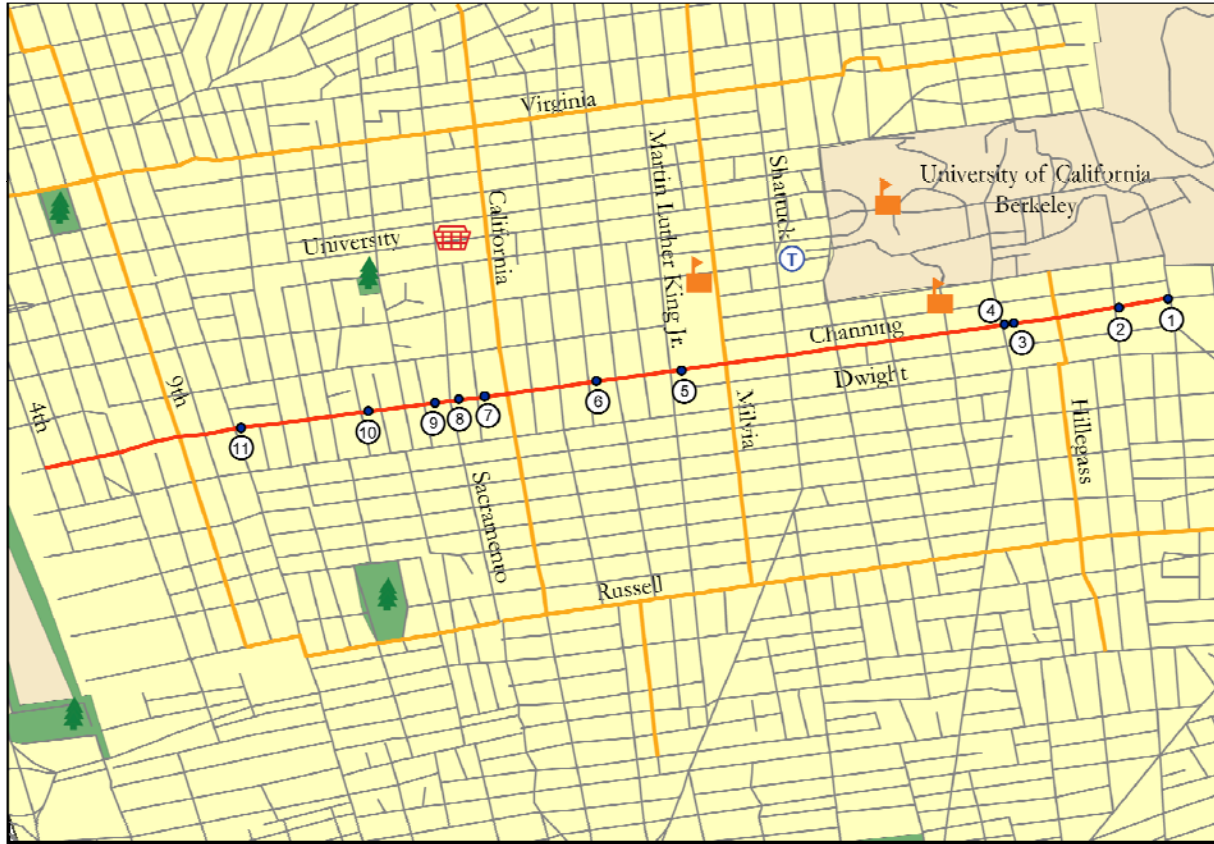 Virginia
Martin Luther King Jr.
Shattuck
University of California
Berkeley
University
California
T
Channing
Dwight
4
3
2
1
5
6
7
8
9
10
11
9th
4th
Milvia
Hillegass
Sacramento
Russell